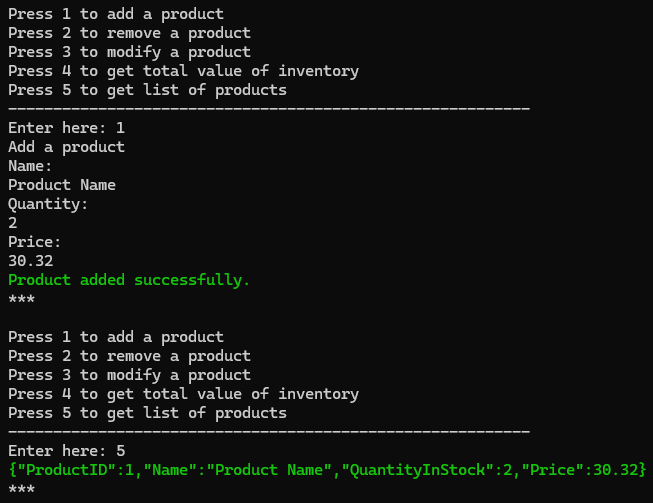 Press 1 to add a product
Press 2 to remove a product
Press 3 to modify a product
Press 4 to get total value of inventory
Press 5 to get list of products
----------------------------------------------------------
Enter here: 1
Add a product
Name:
Product Name
Quantity:
2
Price:
30.32
Product added successfully.
***
Press 1 to add a product
Press 2 to remove a product
Press 3 to modify a product
Press 4 to get total value of inventory
Press 5 to get list of products
----------------------------------------------------------
Enter here: 5
{"ProductID":1,"Name":"Product Name","QuantityInStock":2,"Price":30.32}
***